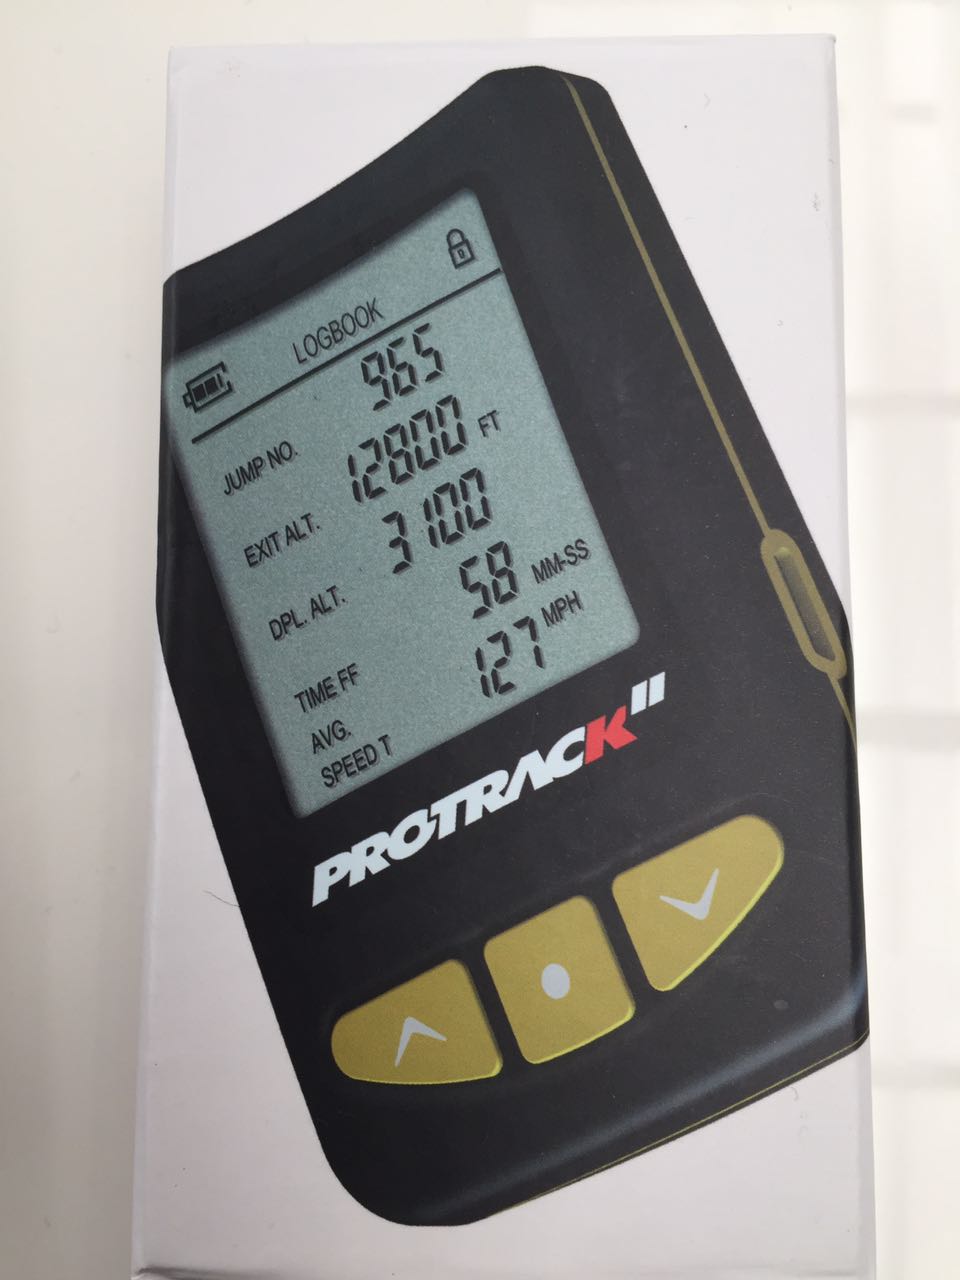 LOGBOOK
JUMP NO. 965
EXIT ALT. 12800 FT
DPL. ALT. 3100
TIME FF 58 MM-SS
AVG. 127 MPH
SPEED T
PROTRACK II